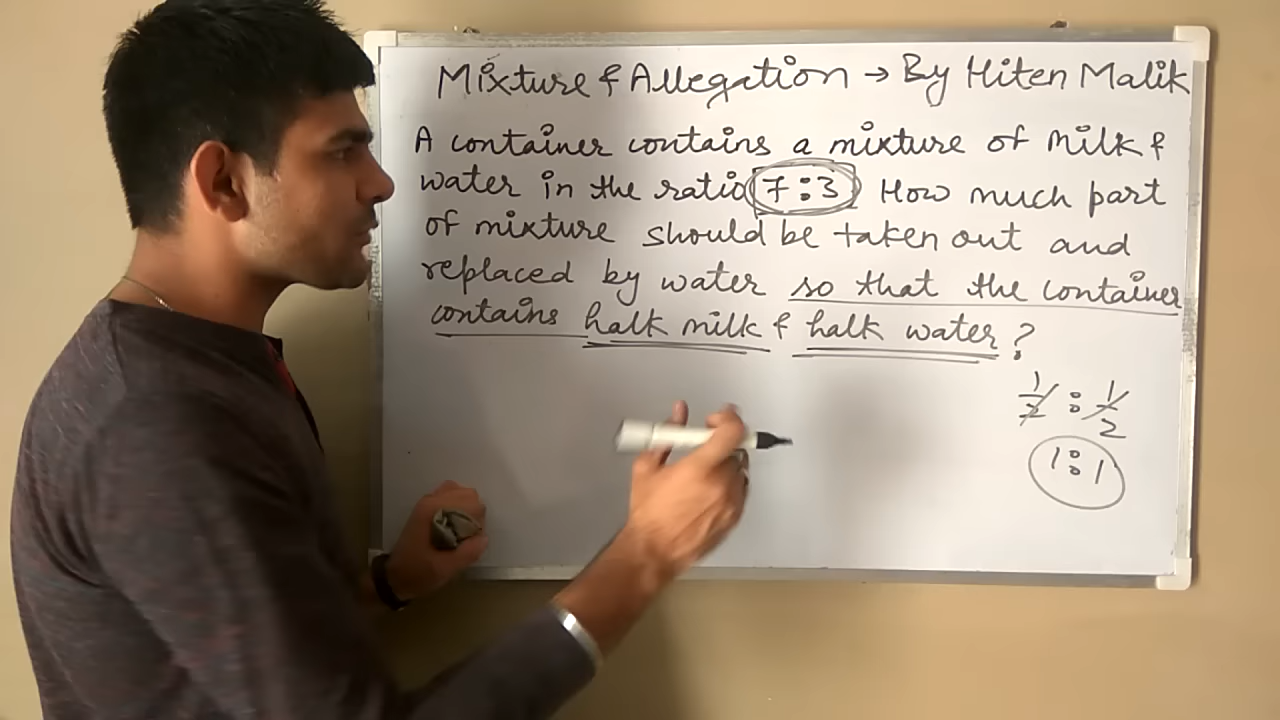 Mixture & Allegation → By Hiten Malik
A container contains a mixture of Milk &
water in the ratio 7:3 How much part
of mixture should be taken out and
replaced by water so that the container
contains halk milk & halk water?
1/2 : 1/2
1:1